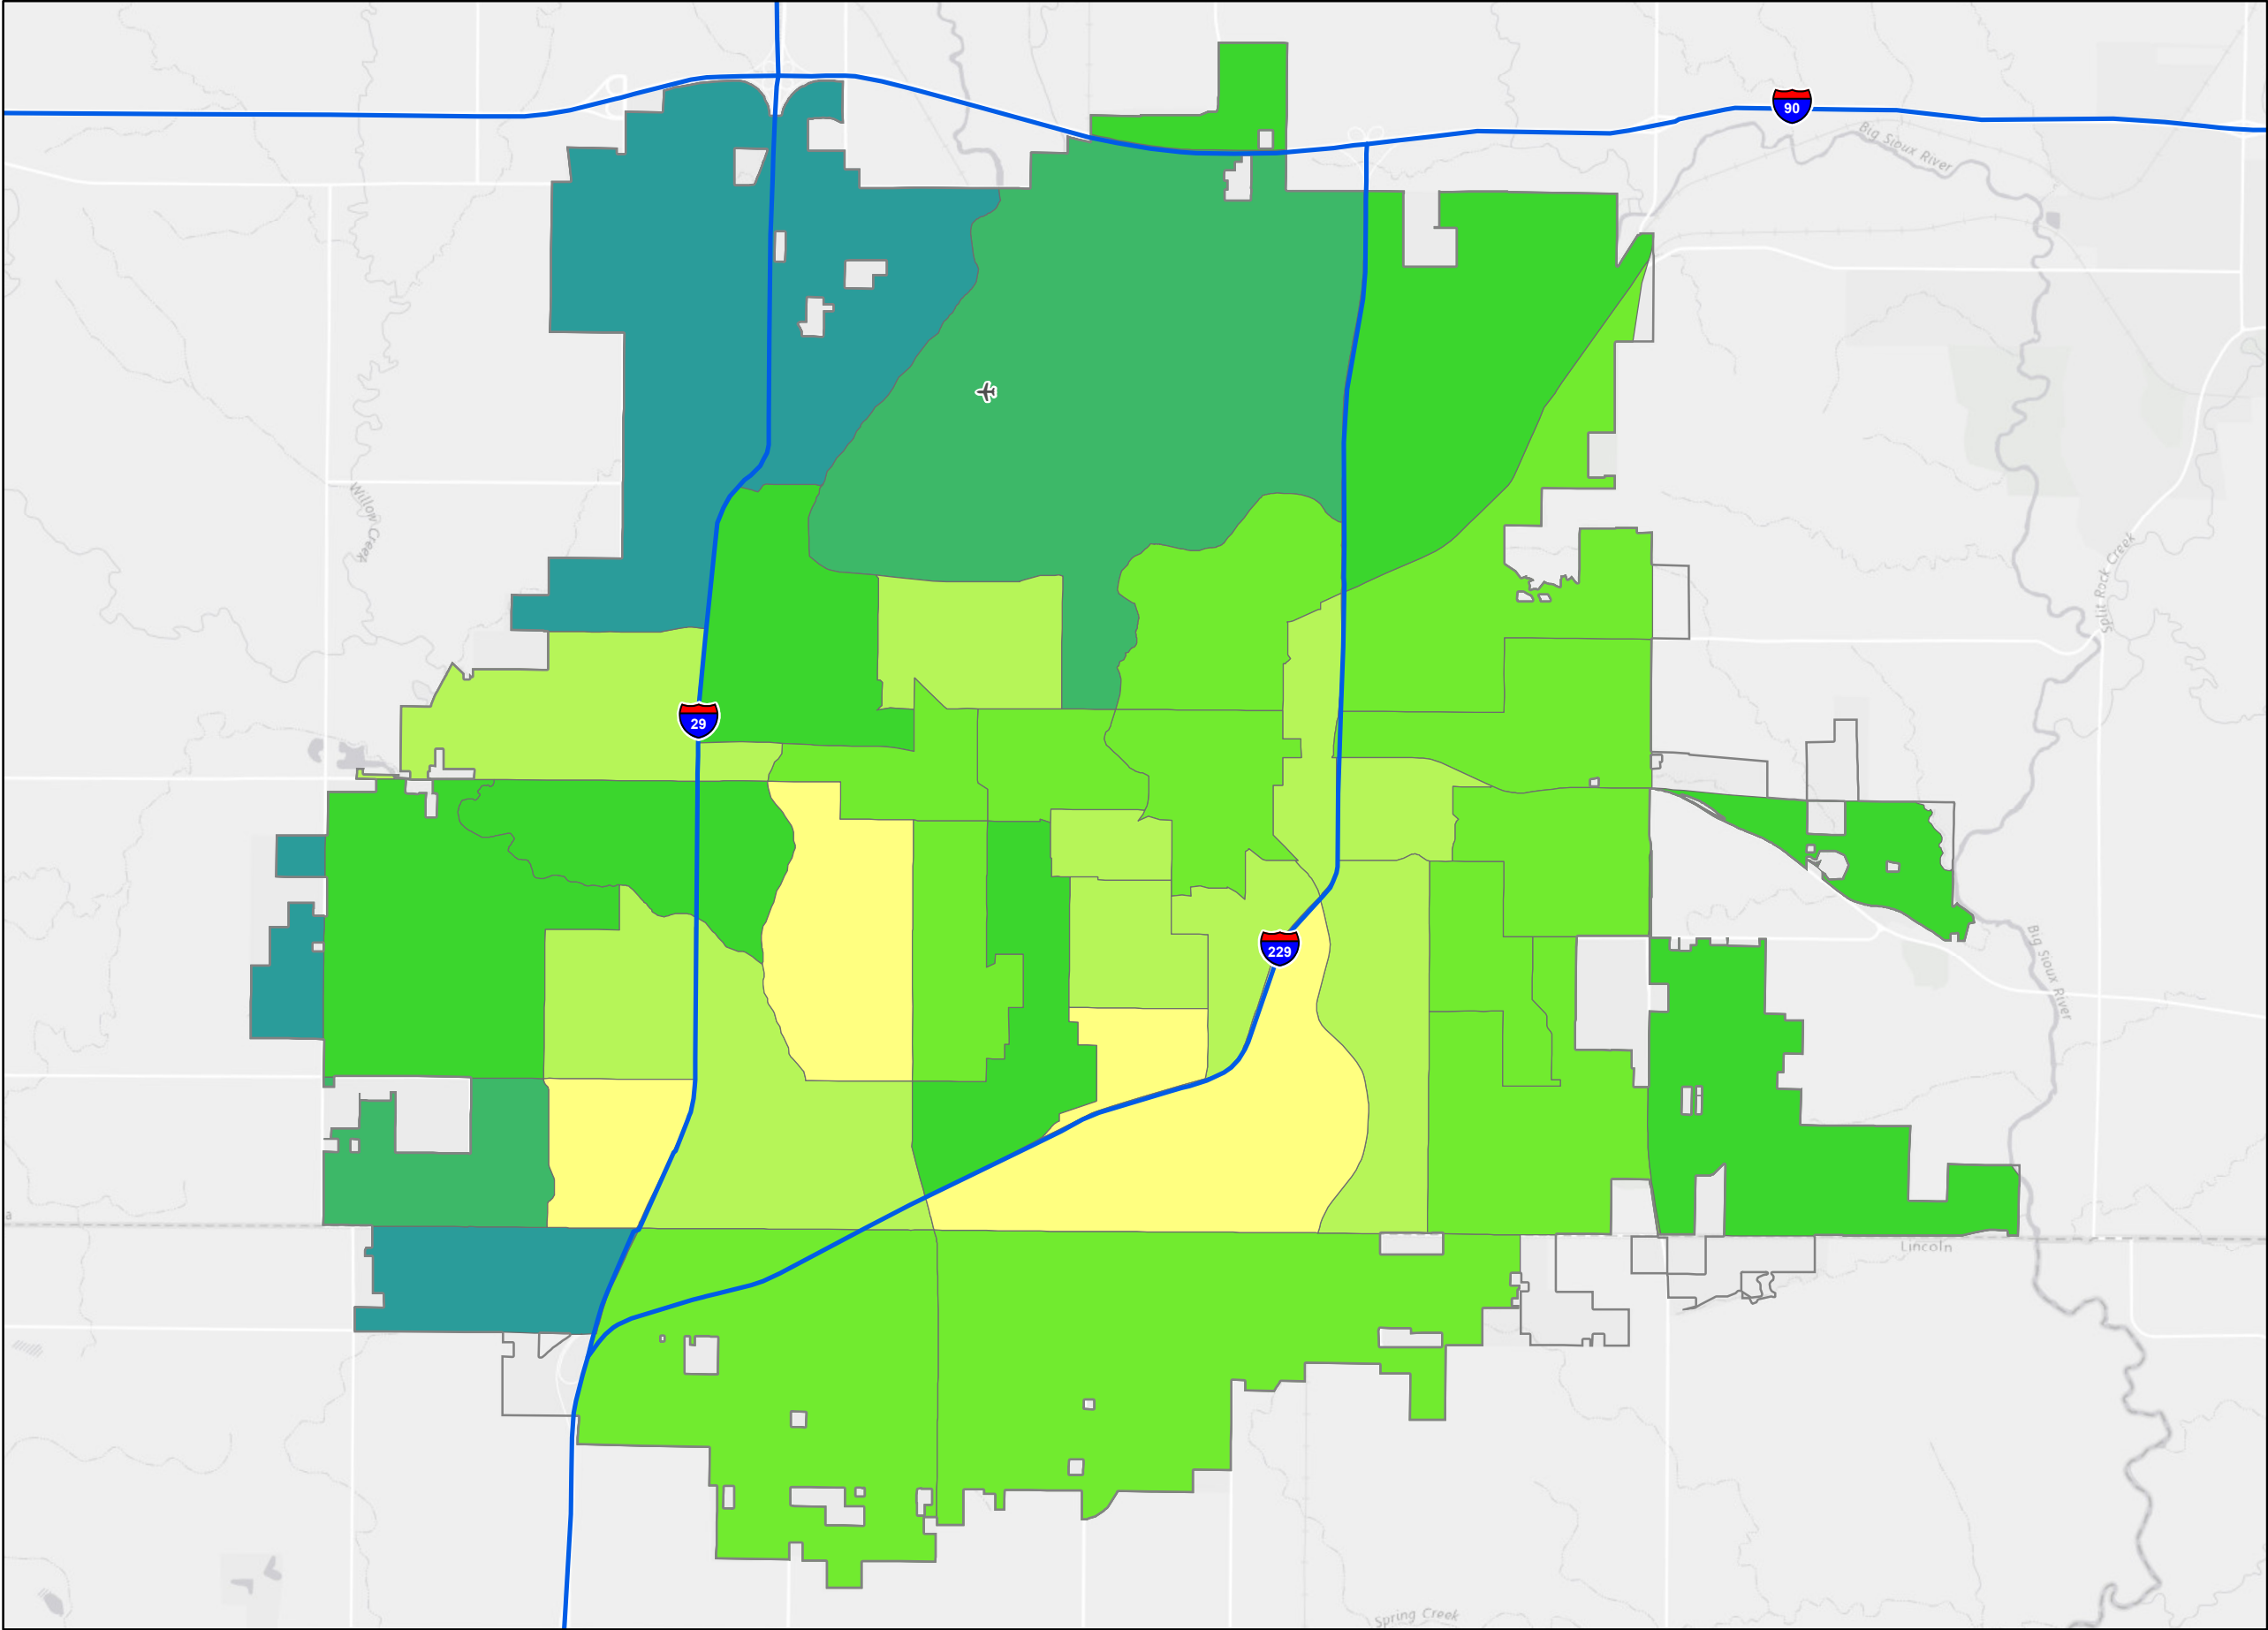 90
Big Sioux River
Willow Creek
Split Rock Creek
29
229
Big Sioux River
a
Lincoln
Spring Creek